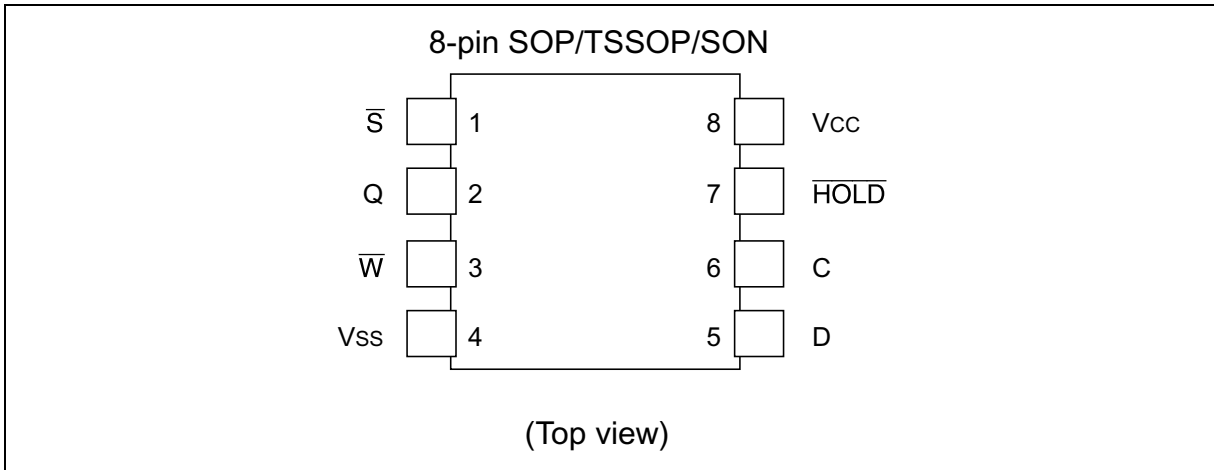 8-pin SOP/TSSOP/SON
S̅ 1 8 VCC
Q 2 7 H̅O̅L̅D̅
W̅ 3 6 C
VSS 4 5 D
(Top view)